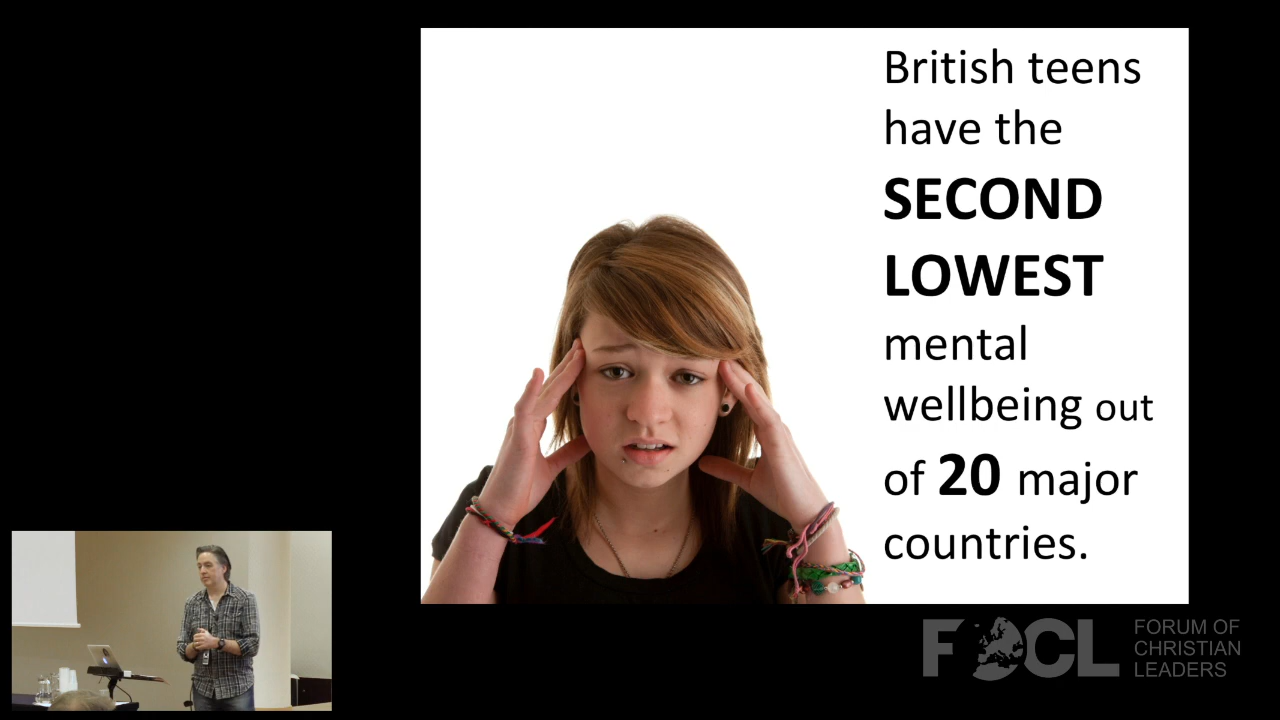 British teens
have the
SECOND
LOWEST
mental
wellbeing out
of 20 major
countries.
FOCL
FORUM OF
CHRISTIAN
LEADERS